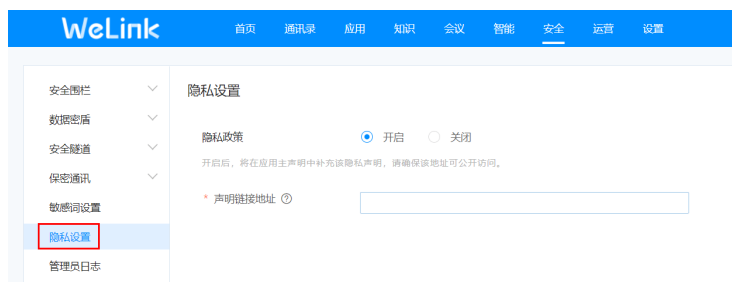 WeLink 首页 通讯录 应用 知识 会议 智能 安全 运营 设置
安全围栏
数据密盾
安全隧道
保密通讯
敏感词设置
隐私设置
管理员日志
隐私设置
隐私政策 开启 关闭
开启后，将在应用主声明中补充该隐私声明，请确保该地址可公开访问。
* 声明链接地址 ?